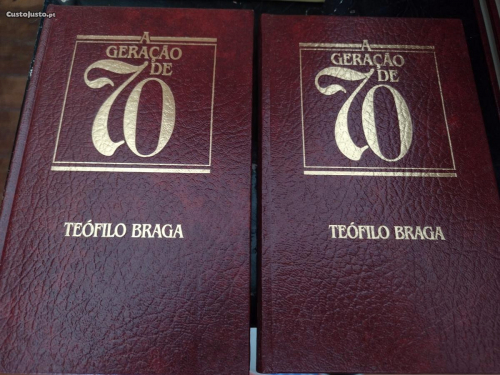 CustoJusto.pt
A
GERAÇÃO
DE
70
TEÓFILO BRAGA
A
GERAÇÃO
DE
70
TEÓFILO BRAGA